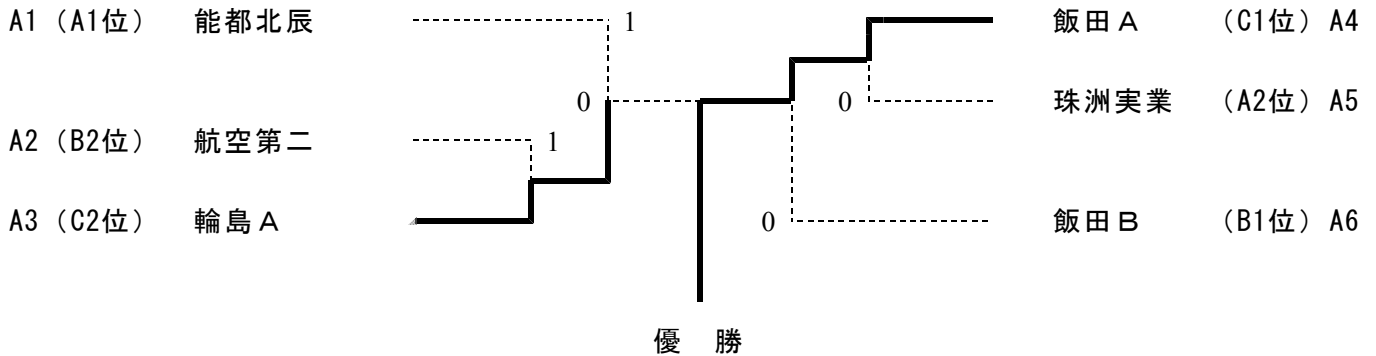 A1（A1位） 能都北辰 1 飯田Ａ （C1位）A4
0 0 珠洲実業 （A2位）A5
A2（B2位） 航空第二 1
A3（C2位） 輪島Ａ 0 飯田Ｂ （B1位）A6
優 勝